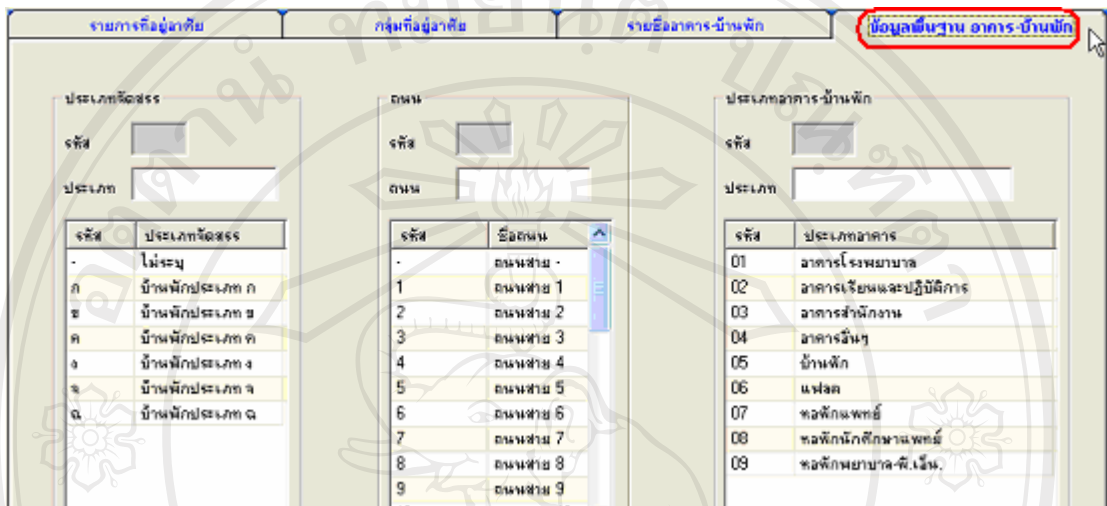 รายการที่อยู่อาศัย
กลุ่มที่อยู่อาศัย
รายชื่ออาคาร-บ้านพัก
ข้อมูลพื้นฐาน อาคาร-บ้านพัก
ประเภทจัดสรร
รหัส
ประเภท
รหัส ประเภทจัดสรร
- ไม่ระบุ
ก บ้านพักประเภท ก
ข บ้านพักประเภท ข
ค บ้านพักประเภท ค
ง บ้านพักประเภท ง
จ บ้านพักประเภท จ
ฉ บ้านพักประเภท ฉ
ถนน
รหัส
ถนน
รหัส ชื่อถนน
- ถนนสาย -
1 ถนนสาย 1
2 ถนนสาย 2
3 ถนนสาย 3
4 ถนนสาย 4
5 ถนนสาย 5
6 ถนนสาย 6
7 ถนนสาย 7
8 ถนนสาย 8
9 ถนนสาย 9
ประเภทอาคาร-บ้านพัก
รหัส
ประเภท
รหัส ประเภทอาคาร
01 อาคารโรงพยาบาล
02 อาคารเรียนและปฏิบัติการ
03 อาคารสำนักงาน
04 อาคารอื่นๆ
05 บ้านพัก
06 แฟลต
07 หอพักแพทย์
08 หอพักนักศึกษาแพทย์
09 หอพักพยาบาล-พี.เอ็น.